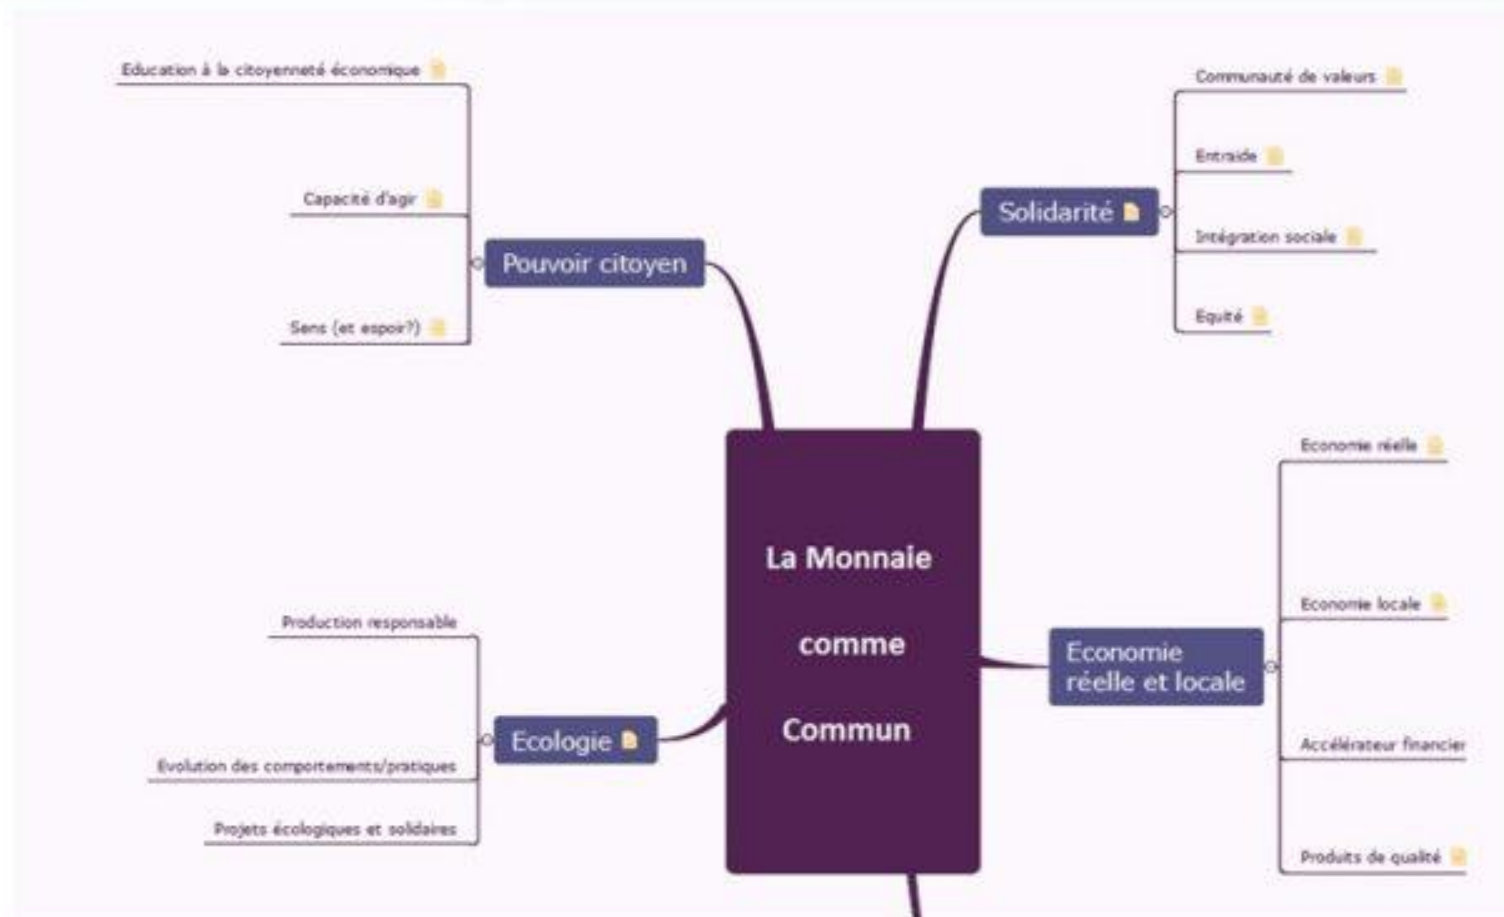 Education à la citoyenneté économique
Capacité d'agir
Sens (et espoir?)
Pouvoir citoyen
Communauté de valeurs
Entraide
Intégration sociale
Equité
Solidarité
La Monnaie
comme
Commun
Production responsable
Evolution des comportements/pratiques
Projets écologiques et solidaires
Ecologie
Economie
réelle et locale
Economie réelle
Economie locale
Accélérateur financier
Produits de qualité